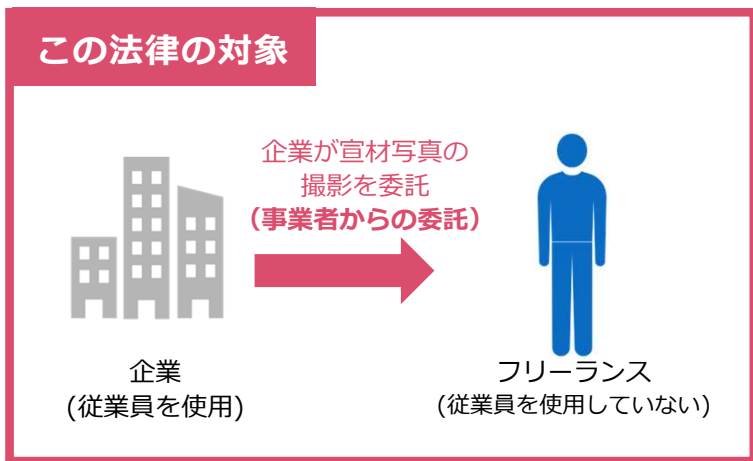 この法律の対象
企業が宣材写真の
撮影を委託
（事業者からの委託）
企業
(従業員を使用)
フリーランス
(従業員を使用していない)